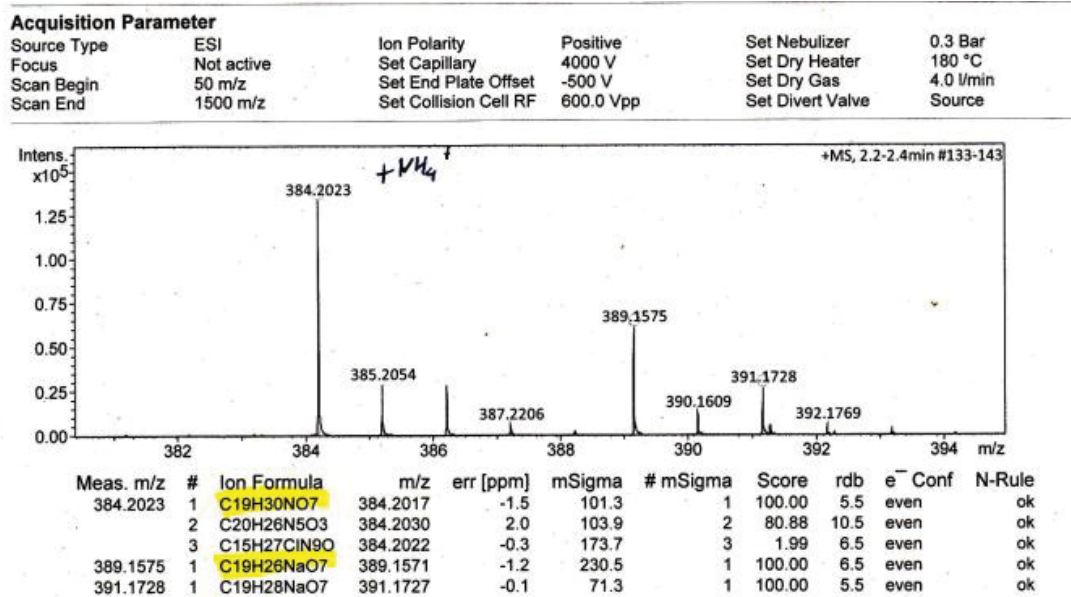 Acquisition Parameter
Source Type ESI Ion Polarity Positive Set Nebulizer 0.3 Bar
Focus Not active Set Capillary 4000 V Set Dry Heater 180 °C
Scan Begin 50 m/z Set End Plate Offset -500 V Set Dry Gas 4.0 l/min
Scan End 1500 m/z Set Collision Cell RF 600.0 Vpp Set Divert Valve Source
Intens. +MS, 2.2-2.4min #133-143
x10⁵
+ NH₄⁺
384.2023
1.25
1.00
0.75
389.1575
0.50
385.2054 391.1728
0.25
387.2206 390.1609 392.1769
0.00
382 384 386 388 390 392 394 m/z
Meas. m/z # Ion Formula m/z err [ppm] mSigma # mSigma Score rdb e⁻ Conf N-Rule
384.2023 1 C19H30NO7 384.2017 -1.5 101.3 1 100.00 5.5 even ok
2 C20H26N5O3 384.2030 2.0 103.9 2 80.88 10.5 even ok
3 C15H27ClN9O 384.2022 -0.3 173.7 3 1.99 6.5 even ok
389.1575 1 C19H26NaO7 389.1571 -1.2 230.5 1 100.00 6.5 even ok
391.1728 1 C19H28NaO7 391.1727 -0.1 71.3 1 100.00 5.5 even ok